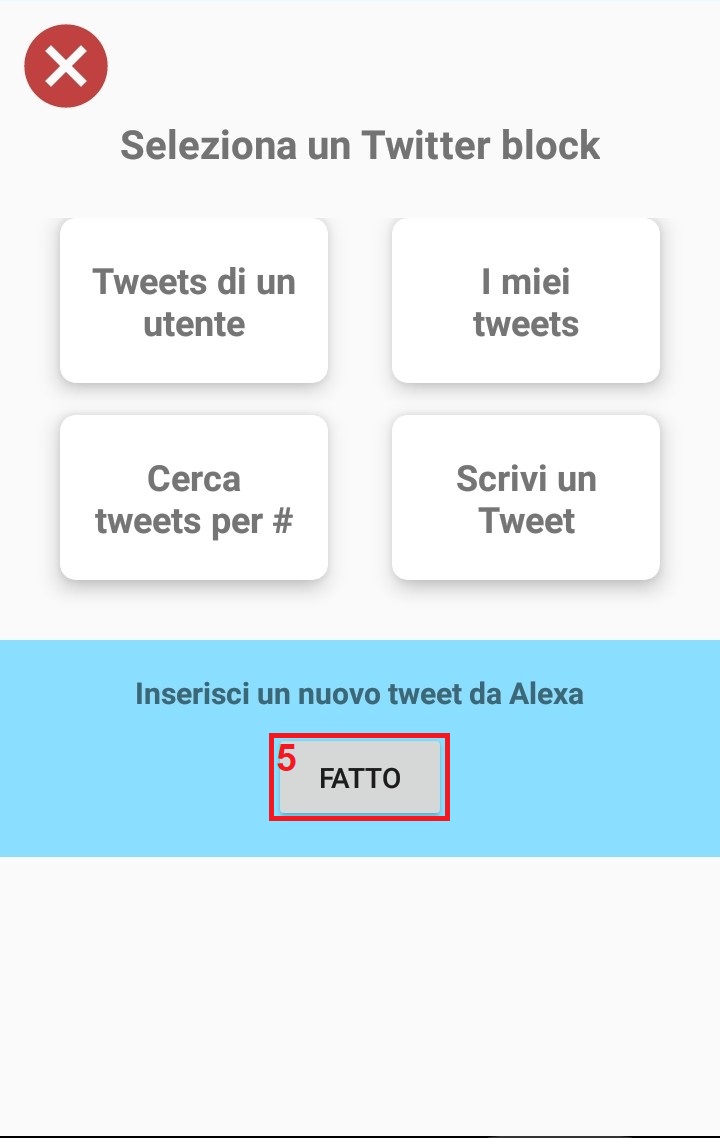 Seleziona un Twitter block
Tweets di un
utente
I miei
tweets
Cerca
tweets per #
Scrivi un
Tweet
Inserisci un nuovo tweet da Alexa
5
FATTO